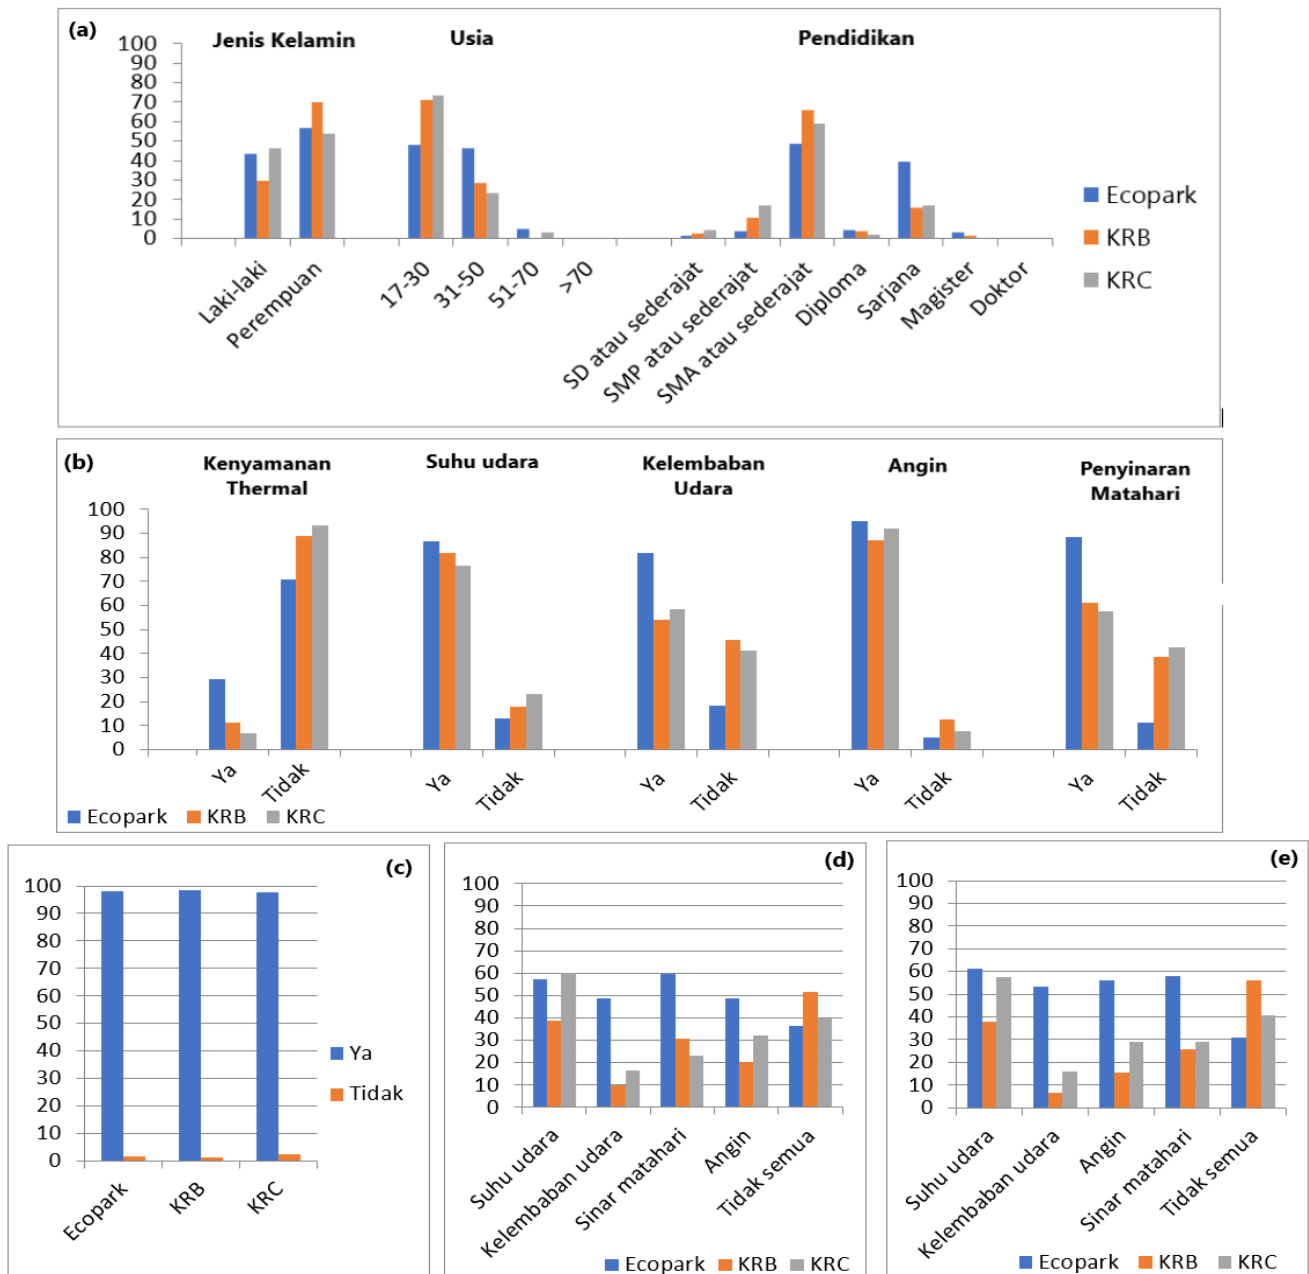 (a)
Jenis Kelamin
Usia
Pendidikan
100
90
80
70
60
50
40
30
20
10
0
Laki-laki
Perempuan
17-30
31-50
51-70
>70
SD atau sederajat
SMP atau sederajat
SMA atau sederajat
Diploma
Sarjana
Magister
Doktor
Ecopark
KRB
KRC
(b)
Kenyamanan
Thermal
Suhu udara
Kelembaban
Udara
Angin
Penyinaran
Matahari
100
90
80
70
60
50
40
30
20
10
0
Ya
Tidak
Ya
Tidak
Ya
Tidak
Ya
Tidak
Ya
Tidak
Ecopark KRB KRC
(c)
100
90
80
70
60
50
40
30
20
10
0
Ecopark
KRB
KRC
Ya
Tidak
(d)
100
90
80
70
60
50
40
30
20
10
0
Suhu udara
Kelembaban udara
Sinar matahari
Angin
Tidak semua
Ecopark KRB KRC
(e)
100
90
80
70
60
50
40
30
20
10
0
Suhu udara
Kelembaban udara
Angin
Sinar matahari
Tidak semua
Ecopark KRB KRC